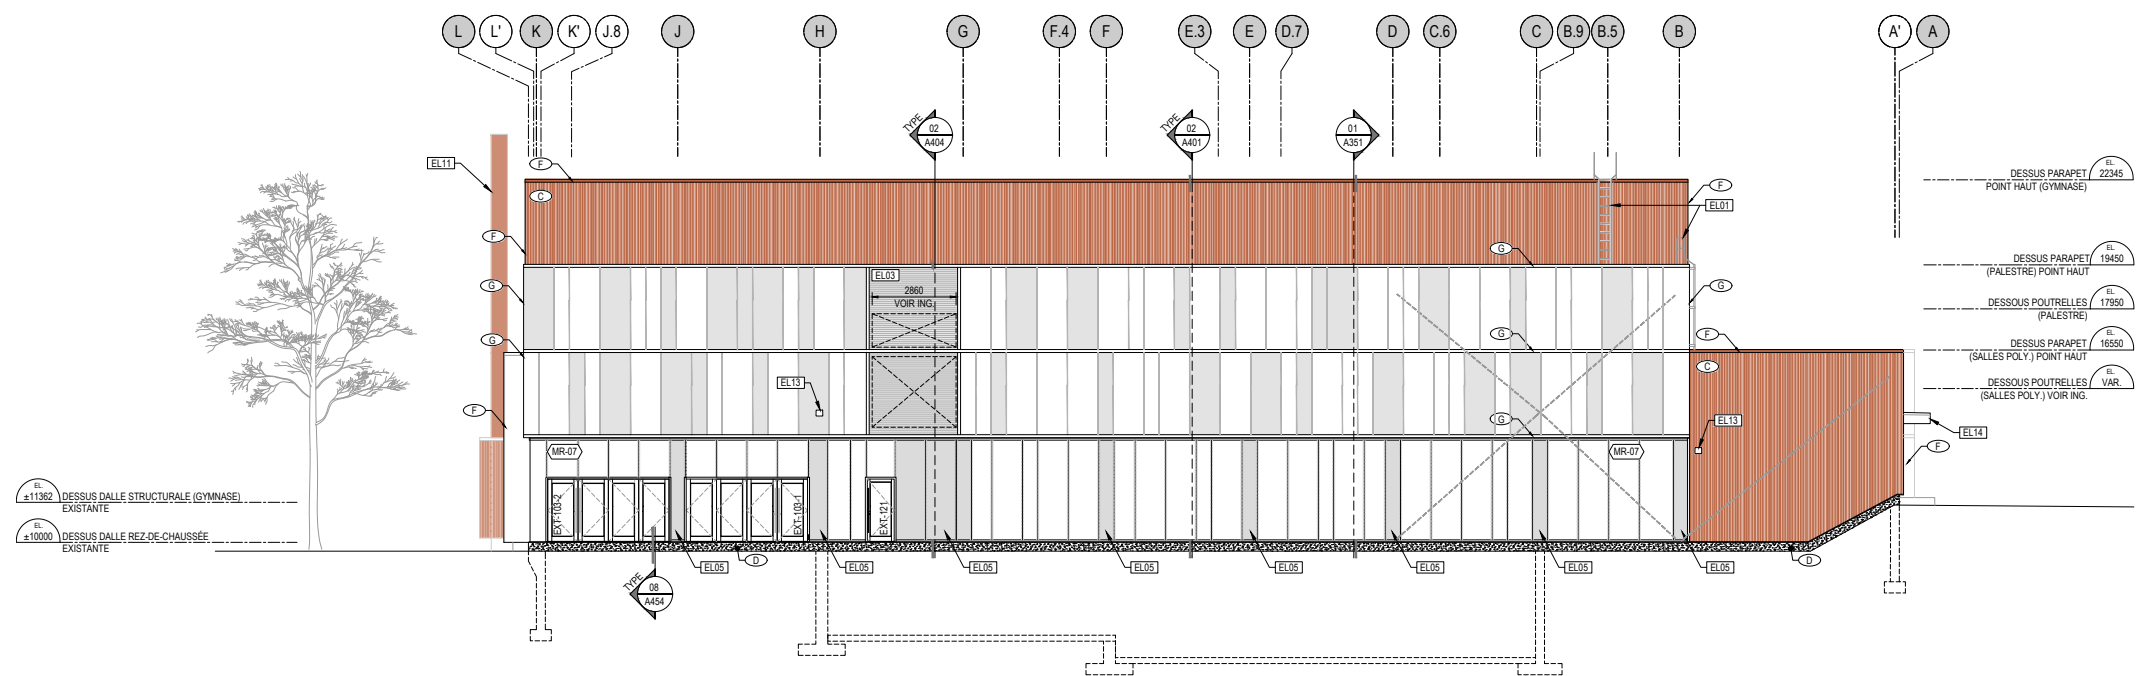 L L' K K' J.8 J H G F.4 F E.3 E D.7 D C.6 C B.9 B.5 B A' A
TYPE 02 A404
TYPE 02 A401
01 A351
EL11
F
C
F
EL01
F
G
G
G
G
EL03
2860
VOIR ING.
G
F
F
EL13
C
G
EL13
EL14
F
MR-07
MR-07
EXT-103-2
EXT-103-1
EXT-121
EL.
22345
DESSUS PARAPET
POINT HAUT (GYMNASE)
EL.
19450
DESSUS PARAPET
(PALESTRE) POINT HAUT
EL.
17950
DESSOUS POUTRELLES
(PALESTRE)
EL.
16550
DESSUS PARAPET
(SALLES POLY.) POINT HAUT
EL.
VAR.
DESSOUS POUTRELLES
(SALLES POLY.) VOIR ING.
EL.
±11362
DESSUS DALLE STRUCTURALE (GYMNASE)
EXISTANTE
EL.
±10000
DESSUS DALLE REZ-DE-CHAUSSÉE
EXISTANTE
EL05
D
EL05
EL05
EL05
EL05
EL05
EL05
EL05
D
TYPE 08 A454